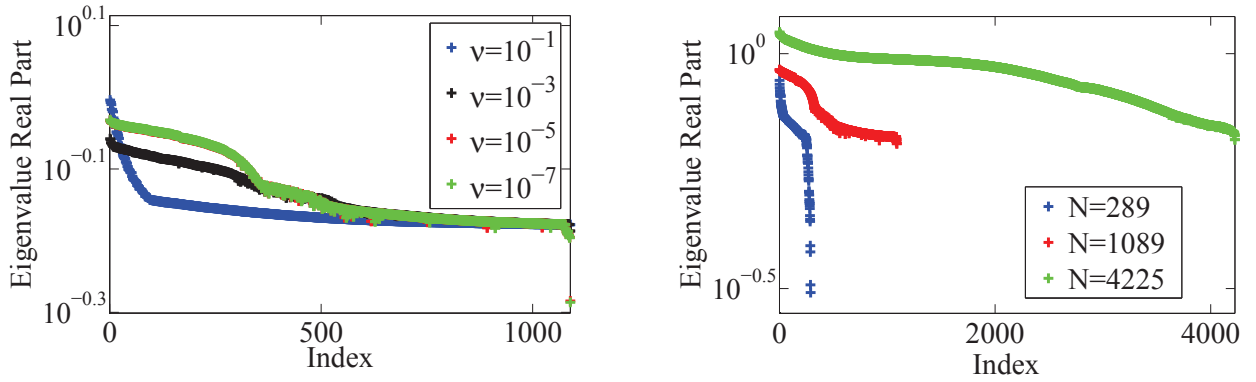 10^0.1
10^−0.1
10^−0.3
Eigenvalue Real Part
0 500 1000
Index
ν=10^−1
ν=10^−3
ν=10^−5
ν=10^−7
10^0
10^−0.5
Eigenvalue Real Part
0 2000 4000
Index
N=289
N=1089
N=4225